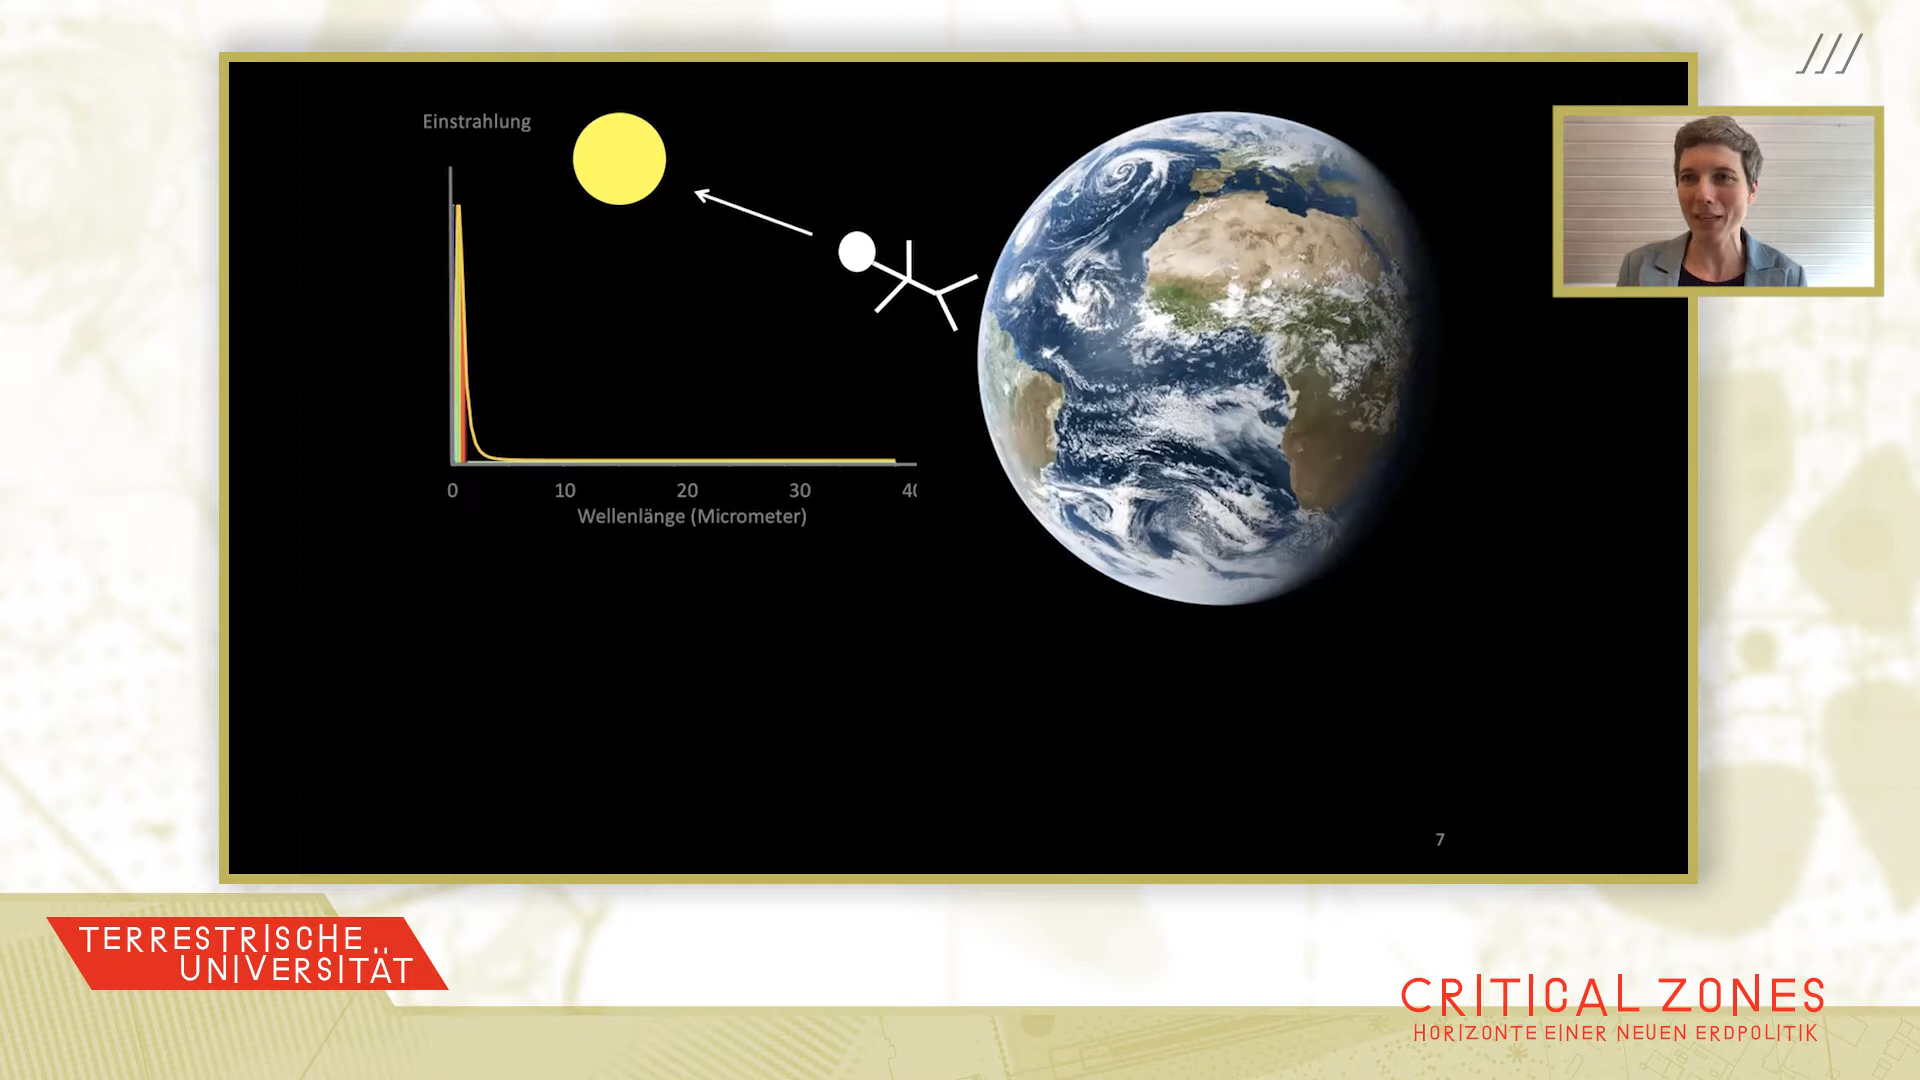 Einstrahlung
0 10 20 30
Wellenlänge (Micrometer)
7
TERRESTRISCHE
UNIVERSITÄT
CRITICAL ZONES
HORIZONTE EINER NEUEN ERDPOLITIK